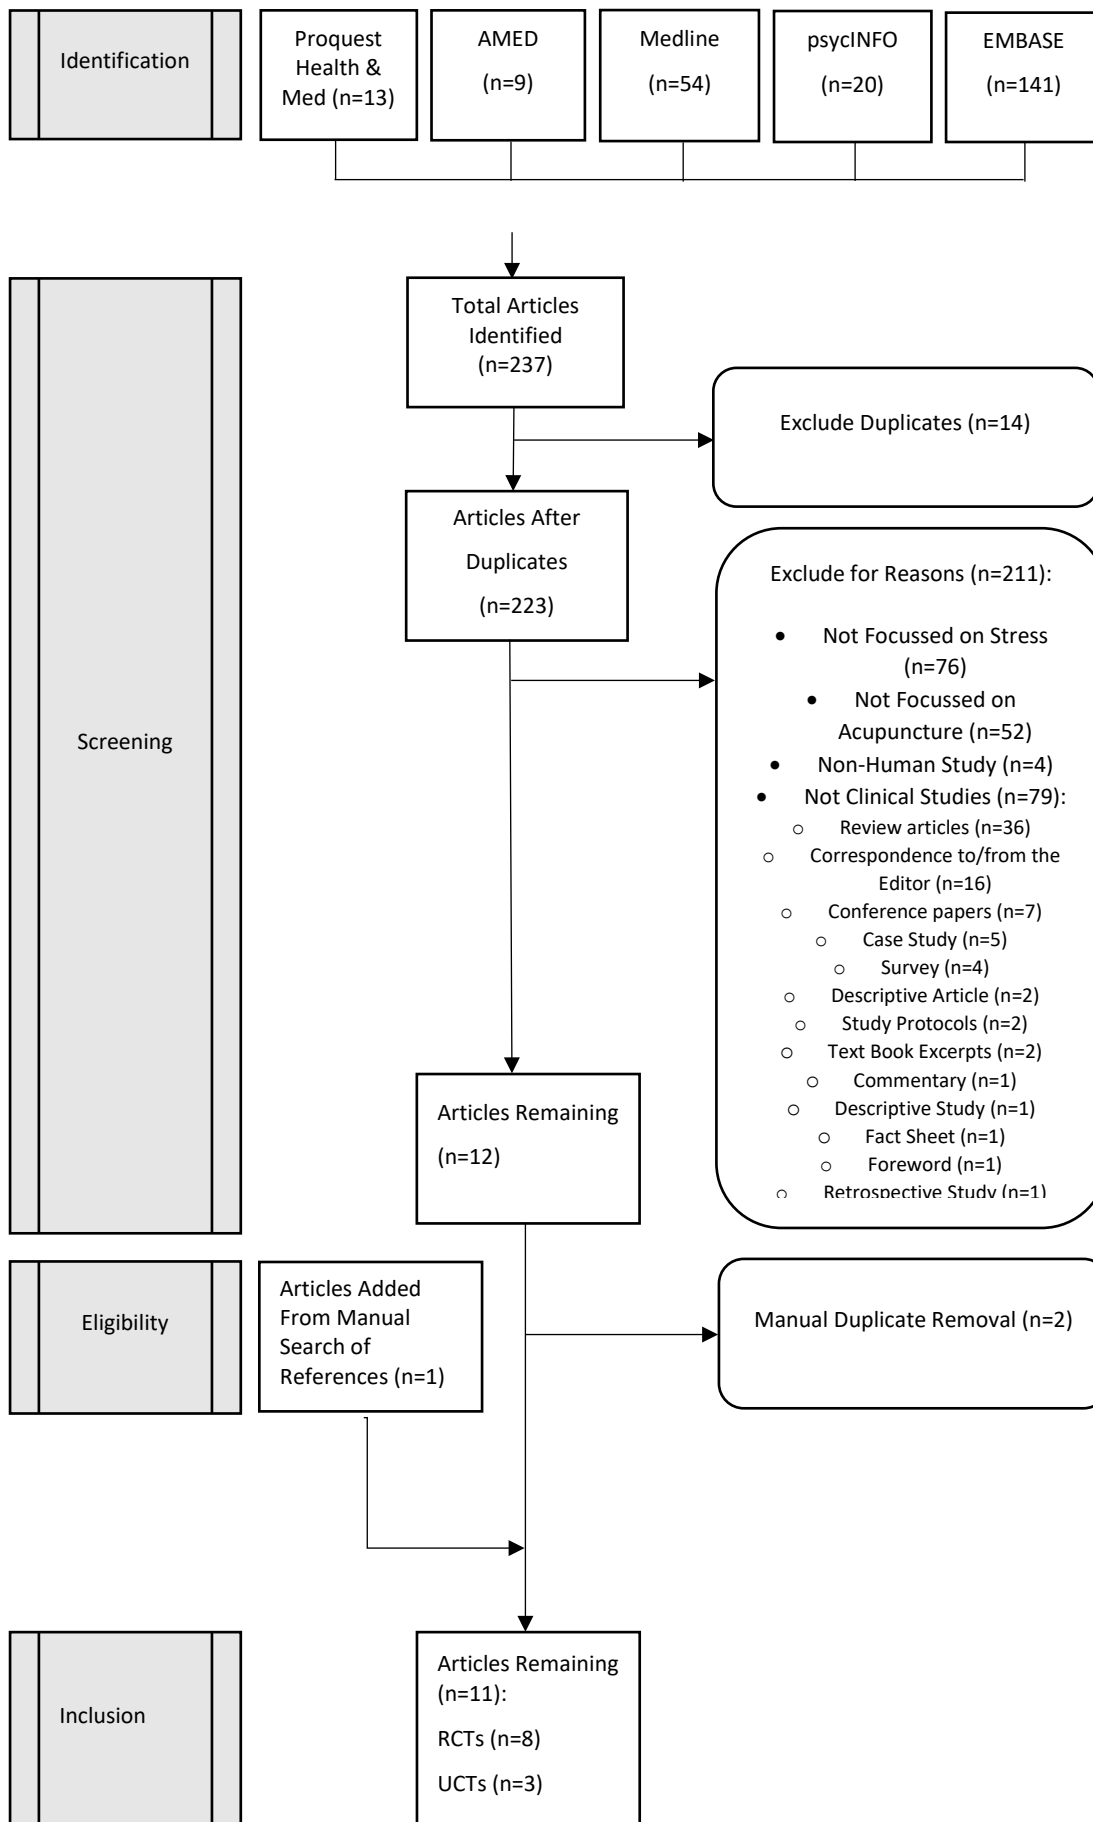 Identification
Proquest
Health &
Med (n=13)
AMED
(n=9)
Medline
(n=54)
psycINFO
(n=20)
EMBASE
(n=141)
Screening
Total Articles
Identified
(n=237)
Exclude Duplicates (n=14)
Articles After
Duplicates
(n=223)
Exclude for Reasons (n=211):
• Not Focussed on Stress
(n=76)
• Not Focussed on
Acupuncture (n=52)
• Non-Human Study (n=4)
• Not Clinical Studies (n=79):
○ Review articles (n=36)
○ Correspondence to/from the
Editor (n=16)
○ Conference papers (n=7)
○ Case Study (n=5)
○ Survey (n=4)
○ Descriptive Article (n=2)
○ Study Protocols (n=2)
○ Text Book Excerpts (n=2)
○ Commentary (n=1)
○ Descriptive Study (n=1)
○ Fact Sheet (n=1)
○ Foreword (n=1)
○ Retrospective Study (n=1)
Articles Remaining
(n=12)
Eligibility
Articles Added
From Manual
Search of
References (n=1)
Manual Duplicate Removal (n=2)
Inclusion
Articles Remaining
(n=11):
RCTs (n=8)
UCTs (n=3)